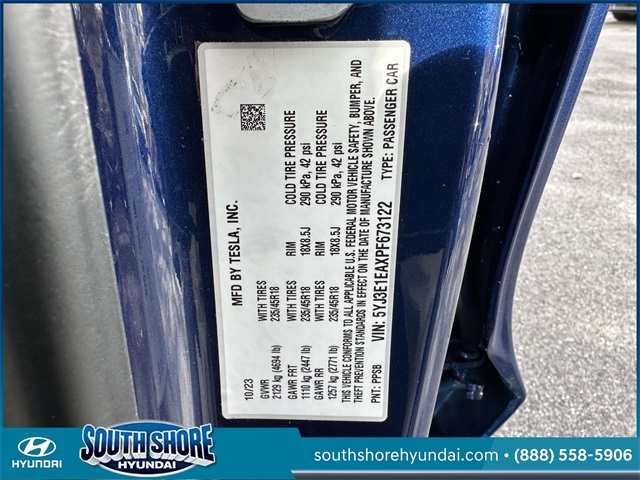 MFD BY TESLA, INC.
10/23
GVWR WITH TIRES RIM COLD TIRE PRESSURE
2129 kg (4694 lb) 235/45R18
GAWR FRT WITH TIRES RIM COLD TIRE PRESSURE
1110 kg (2447 lb) 235/45R18 18X8.5J 290 kPa, 42 psi
GAWR RR WITH TIRES RIM COLD TIRE PRESSURE
1257 kg (2771 lb) 235/45R18 18X8.5J 290 kPa, 42 psi
THIS VEHICLE CONFORMS TO ALL APPLICABLE U.S. FEDERAL MOTOR VEHICLE SAFETY, BUMPER, AND
THEFT PREVENTION STANDARDS IN EFFECT ON THE DATE OF MANUFACTURE SHOWN ABOVE.
VIN: 5YJ3E1EAXPF673122 TYPE: PASSENGER CAR
PNT: PPSB
HYUNDAI
SOUTH SHORE
HYUNDAI
southshorehyundai.com • (888) 558-5906